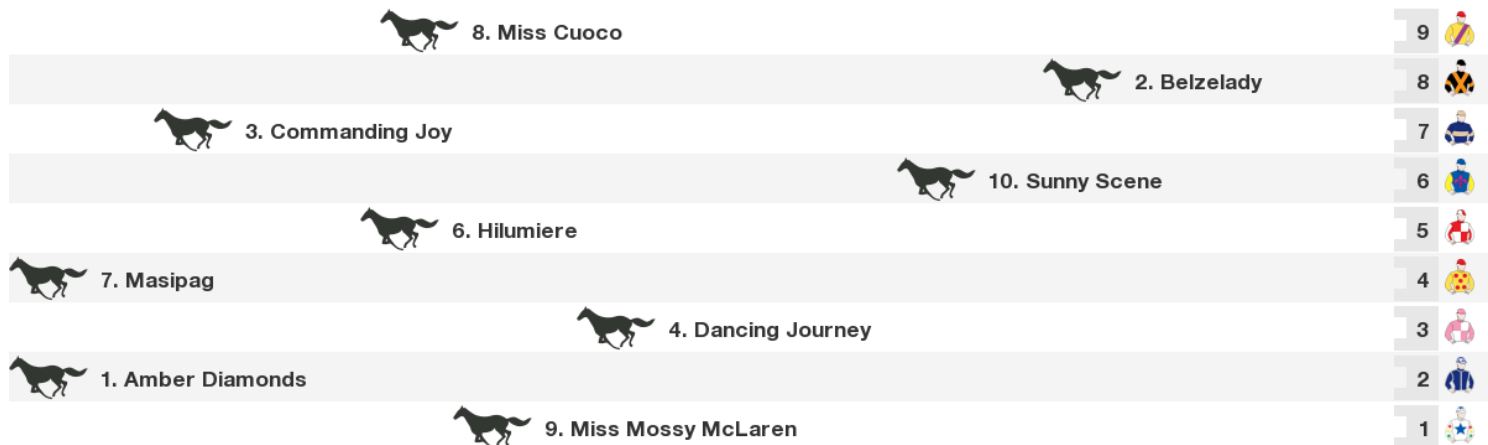 8. Miss Cuoco 9
2. Belzelady 8
3. Commanding Joy 7
10. Sunny Scene 6
6. Hilumiere 5
7. Masipag 4
4. Dancing Journey 3
1. Amber Diamonds 2
9. Miss Mossy McLaren 1